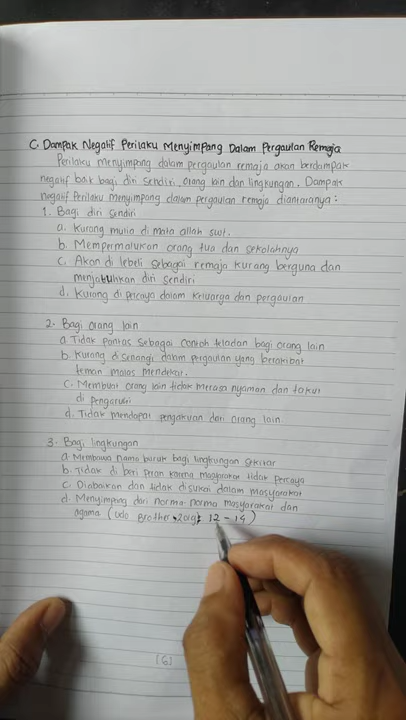 C. Dampak Negatif Perilaku Menyimpang Dalam Pergaulan Remaja
Perilaku menyimpang dalam pergaulan remaja akan berdampak
negatif baik bagi diri sendiri, orang lain dan lingkungan. Dampak
negatif Perilaku menyimpang dalam pergaulan remaja diantaranya:
1. Bagi diri sendiri
a. Kurang mulia di mata allah swt.
b. Mempermalukan orang tua dan sekolahnya
c. Akan di lebeli sebagai remaja kurang berguna dan
menjatuhkan diri sendiri
d. Kurang di percaya dalam keluarga dan pergaulan
2. Bagi orang lain
a. Tidak pantas Sebagai Contoh teladan bagi orang lain
b. Kurang disenangi dalam pergaulan yang berakibat
teman malas mendekat.
c. Membuat orang lain tidak merasa nyaman dan takut
di pengaruhi
d. Tidak mendapat pengakuan dari orang lain.
3. Bagi lingkungan
a. Membawa nama buruk bagi lingkungan sekitar
b. Tidak di beri peran karena masyarakat tidak percaya
c. Diabaikan dan tidak disukai dalam masyarakat
d. Menyimpang dari norma-norma masyarakat dan
agama (Udo Brother, 12 - 14)
(6)